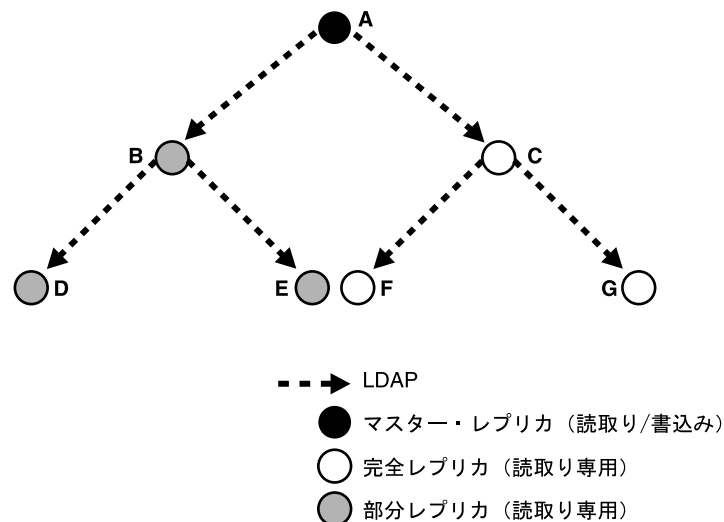 A
B
C
D
E
F
G
LDAP
マスター・レプリカ（読取り/書込み）
完全レプリカ（読取り専用）
部分レプリカ（読取り専用）